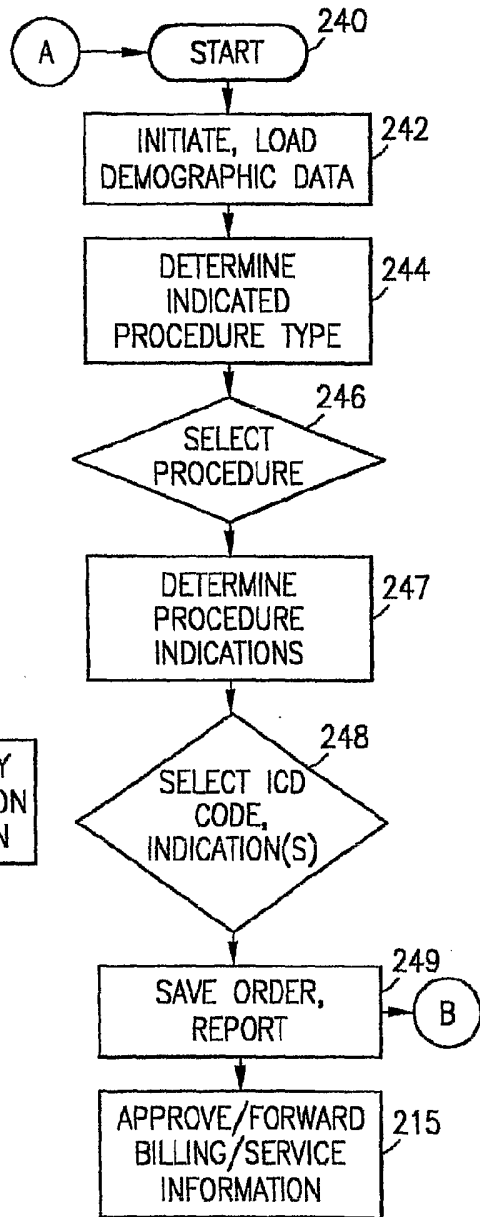 A
START
240
INITIATE, LOAD
DEMOGRAPHIC DATA
242
DETERMINE
INDICATED
PROCEDURE TYPE
244
SELECT
PROCEDURE
246
DETERMINE
PROCEDURE
INDICATIONS
247
SELECT ICD
CODE,
INDICATION(S)
248
SAVE ORDER,
REPORT
249
B
APPROVE/FORWARD
BILLING/SERVICE
INFORMATION
215